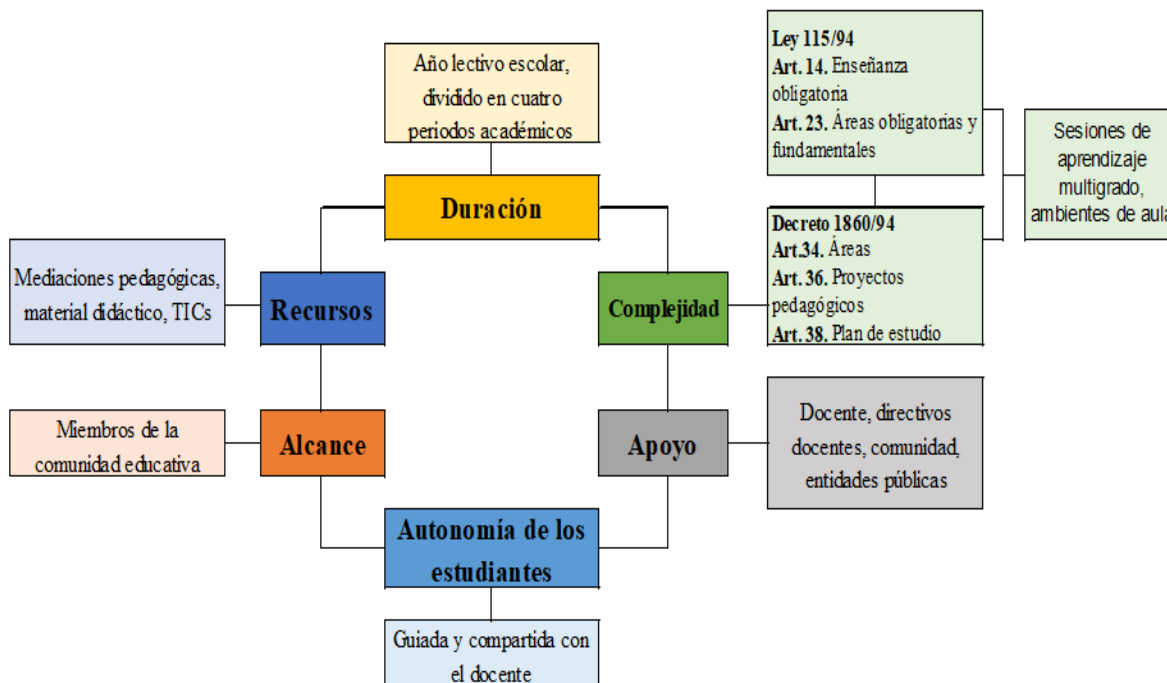 Año lectivo escolar,
dividido en cuatro
periodos académicos
Duración
Ley 115/94
Art. 14. Enseñanza
obligatoria
Art. 23. Áreas obligatorias y
fundamentales
Sesiones de
aprendizaje
multigrado,
ambientes de aula
Decreto 1860/94
Art.34. Áreas
Art. 36. Proyectos
pedagógicos
Art. 38. Plan de estudio
Mediaciones pedagógicas,
material didáctico, TICs
Recursos
Complejidad
Miembros de la
comunidad educativa
Alcance
Apoyo
Docente, directivos
docentes, comunidad,
entidades públicas
Autonomía de los
estudiantes
Guiada y compartida con
el docente